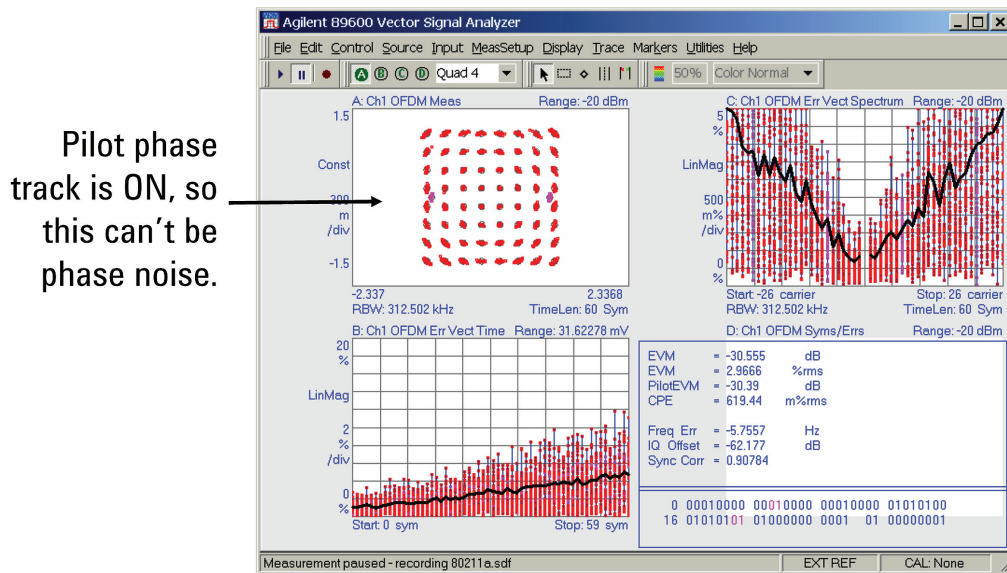 Agilent 89600 Vector Signal Analyzer
File Edit Control Source Input MeasSetup Display Trace Markers Utilities Help
A B C D Quad 4 50% Color Normal
Pilot phase
track is ON, so
this can't be
phase noise.
A: Ch1 OFDM Meas Range: -20 dBm
1.5
Const
300
m
/div
-1.5
-2.337 2.3368
RBW: 312.502 kHz TimeLen: 60 Sym
C: Ch1 OFDM Err Vect Spectrum Range: -20 dBm
5
%
LinMag
500
m%
/div
0
%
Start: -26 carrier Stop: 26 carrier
RBW: 312.502 kHz TimeLen: 60 Sym
B: Ch1 OFDM Err Vect Time Range: 31.62278 mV
20
%
LinMag
2
%
/div
0
%
Start: 0 sym Stop: 59 sym
D: Ch1 OFDM Syms/Errs Range: -20 dBm
EVM = -30.555 dB
EVM = 2.9666 %rms
PilotEVM = -30.39 dB
CPE = 619.44 m%rms
Freq Err = -5.7557 Hz
IQ Offset = -62.177 dB
Sync Corr = 0.90784
0 00010000 00010000 00010000 01010100
16 01010101 01000000 0001 01 00000001
Measurement paused - recording 80211a.sdf EXT REF CAL: None